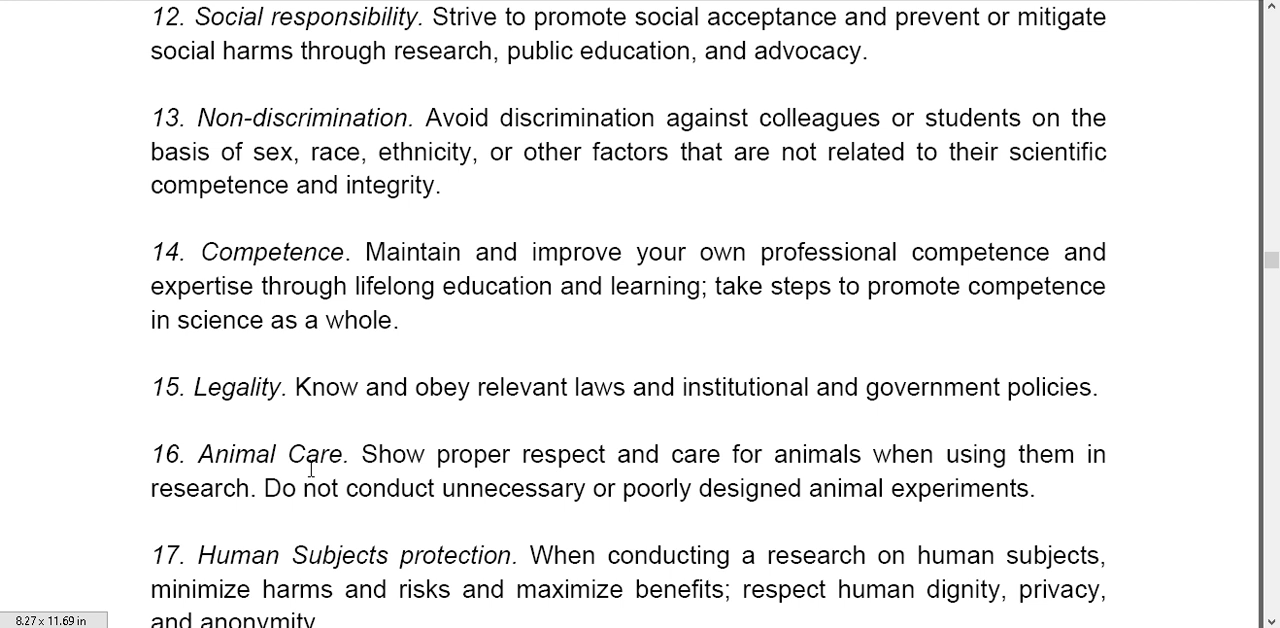 12. Social responsibility. Strive to promote social acceptance and prevent or mitigate
social harms through research, public education, and advocacy.
13. Non-discrimination. Avoid discrimination against colleagues or students on the
basis of sex, race, ethnicity, or other factors that are not related to their scientific
competence and integrity.
14. Competence. Maintain and improve your own professional competence and
expertise through lifelong education and learning; take steps to promote competence
in science as a whole.
15. Legality. Know and obey relevant laws and institutional and government policies.
16. Animal Care. Show proper respect and care for animals when using them in
research. Do not conduct unnecessary or poorly designed animal experiments.
17. Human Subjects protection. When conducting a research on human subjects,
minimize harms and risks and maximize benefits; respect human dignity, privacy,
and anonymity
8.27 x 11.69 in